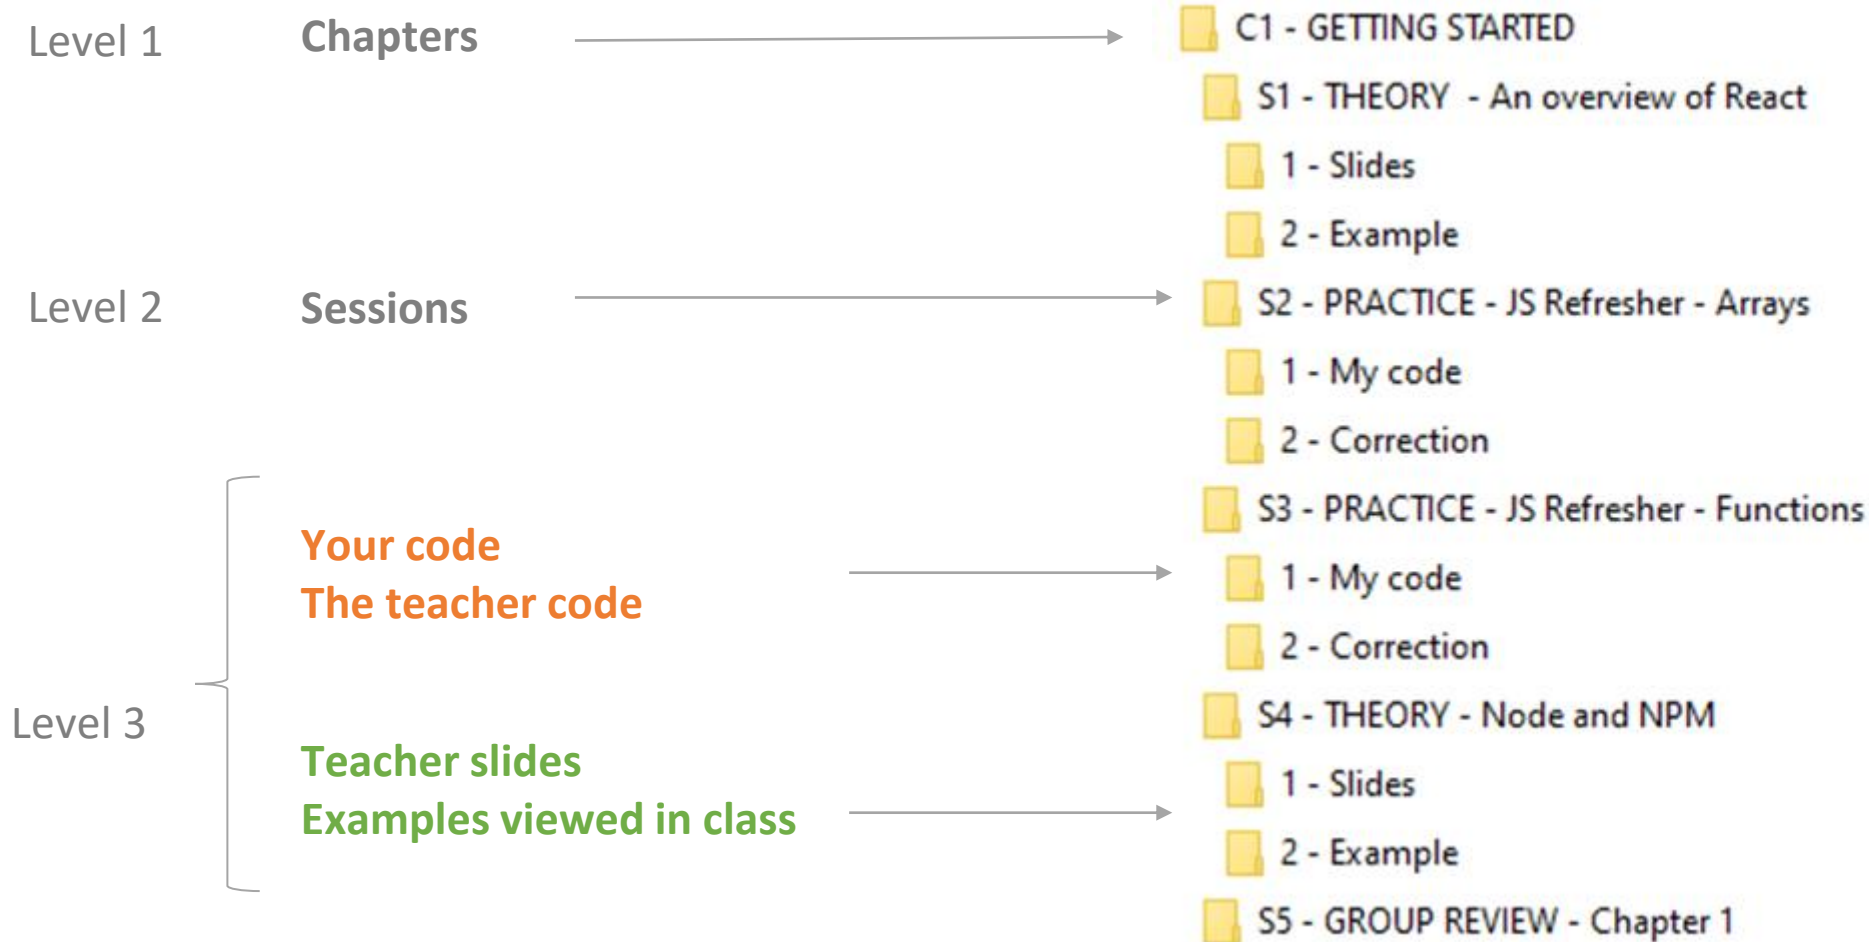 Level 1
Chapters
C1 - GETTING STARTED
S1 - THEORY - An overview of React
1 - Slides
2 - Example
Level 2
Sessions
S2 - PRACTICE - JS Refresher - Arrays
1 - My code
2 - Correction
S3 - PRACTICE - JS Refresher - Functions
Your code
The teacher code
1 - My code
2 - Correction
Level 3
S4 - THEORY - Node and NPM
Teacher slides
Examples viewed in class
1 - Slides
2 - Example
S5 - GROUP REVIEW - Chapter 1